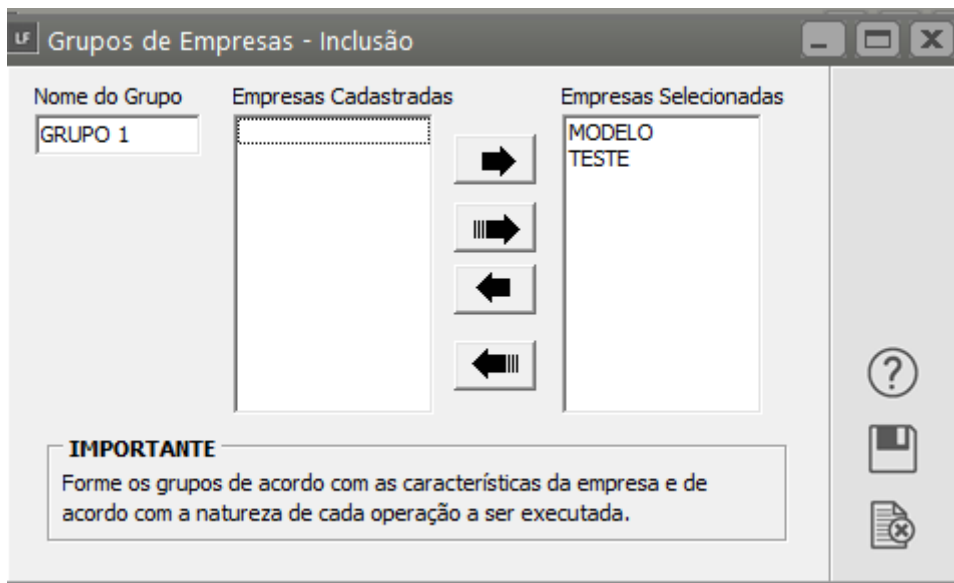 LF Grupos de Empresas - Inclusão
Nome do Grupo
Empresas Cadastradas
Empresas Selecionadas
GRUPO 1
MODELO
TESTE
IMPORTANTE
Forme os grupos de acordo com as características da empresa e de
acordo com a natureza de cada operação a ser executada.